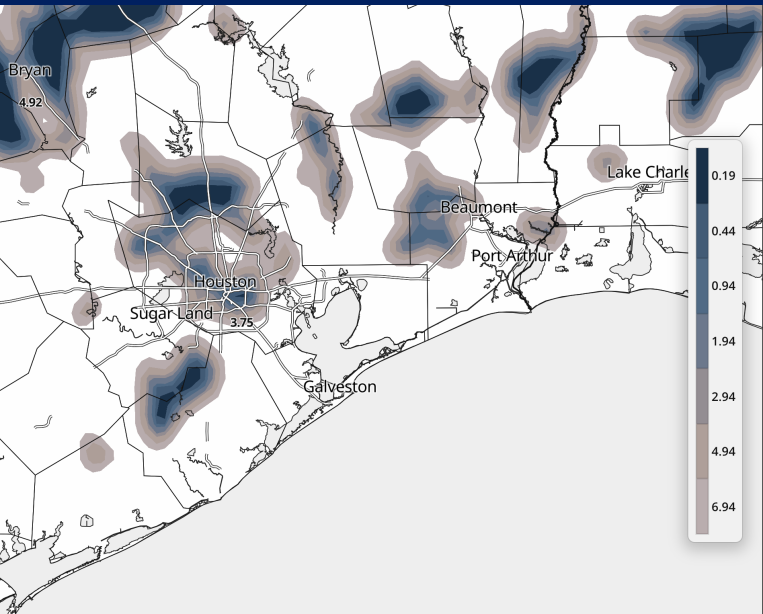 Bryan
4.92
Lake Charle
0.19
Beaumont
0.44
Port Arthur
Houston
0.94
Sugar Land
3.75
1.94
Galveston
2.94
4.94
6.94